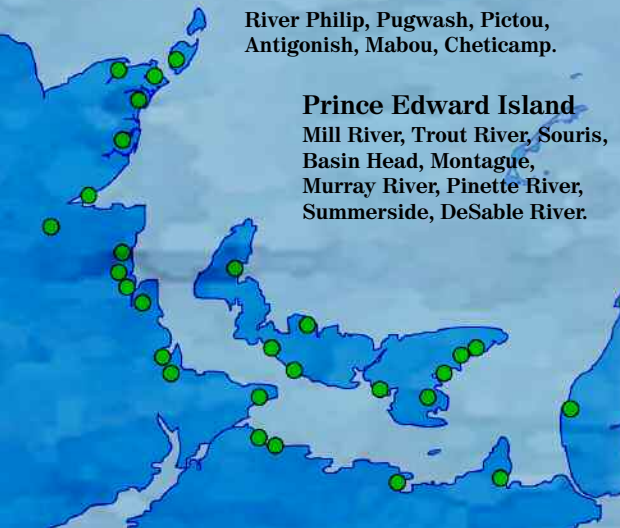 River Philip, Pugwash, Pictou,
Antigonish, Mabou, Cheticamp.
Prince Edward Island
Mill River, Trout River, Souris,
Basin Head, Montague,
Murray River, Pinette River,
Summerside, DeSable River.